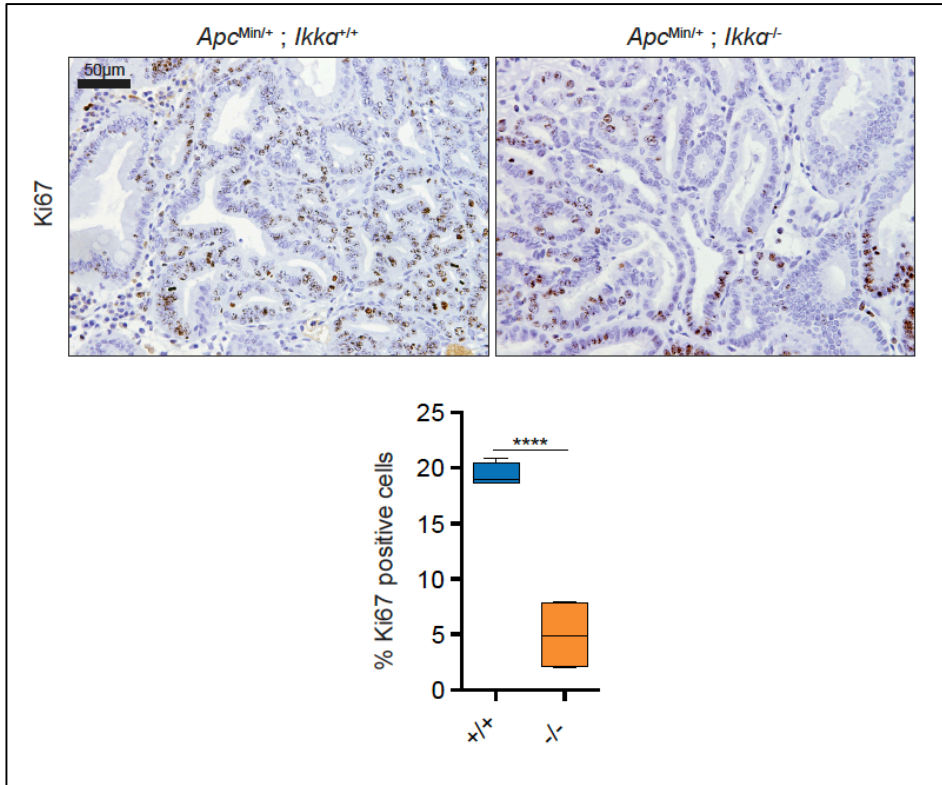 Apc^Min/+ ; Ikkα^+/+
Apc^Min/+ ; Ikkα^-/-
50µm
Ki67
25
20
15
10
5
0
% Ki67 positive cells
****
+/+
-/-